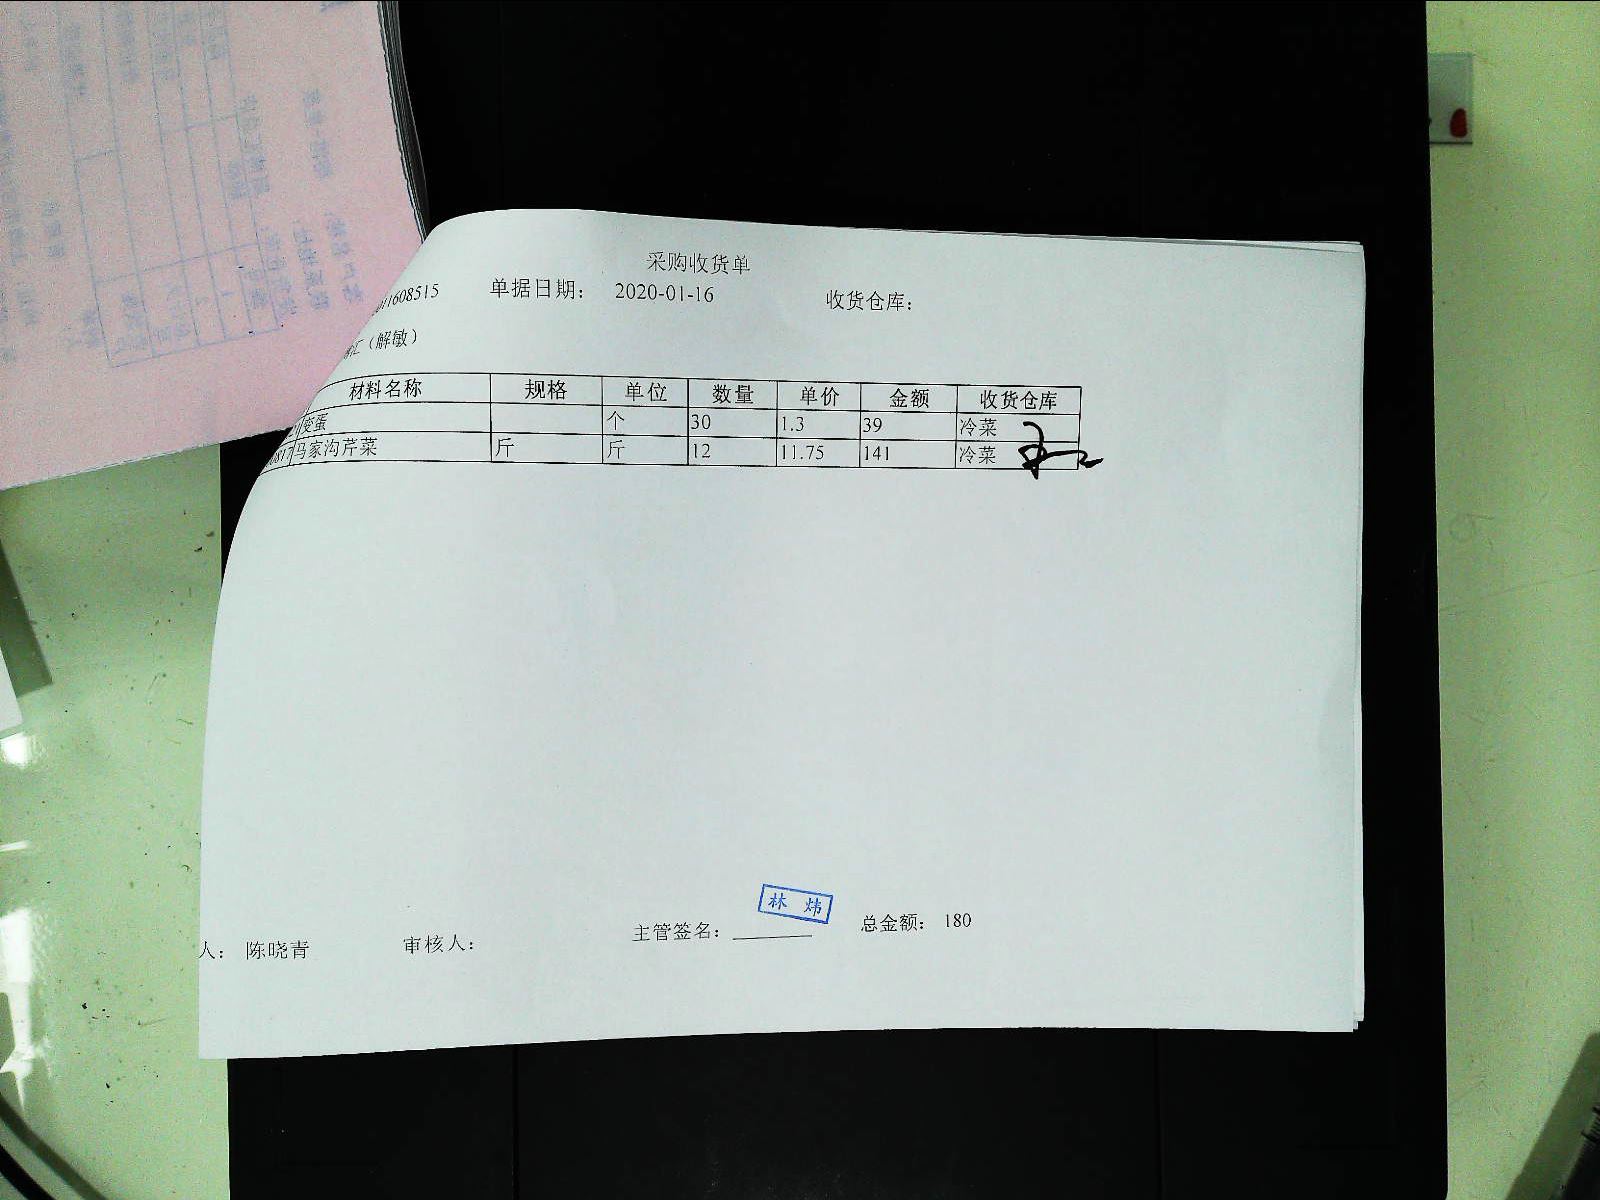 采购收货单
11608515 单据日期: 2020-01-16 收货仓库:
汇(解敏)
材料名称 规格 单位 数量 单价 金额 收货仓库
变蛋 个 30 1.3 39 冷菜
817 马家沟芹菜 斤 斤 12 11.75 141 冷菜
林 炜
人: 陈晓青 审核人: 主管签名: 总金额: 180